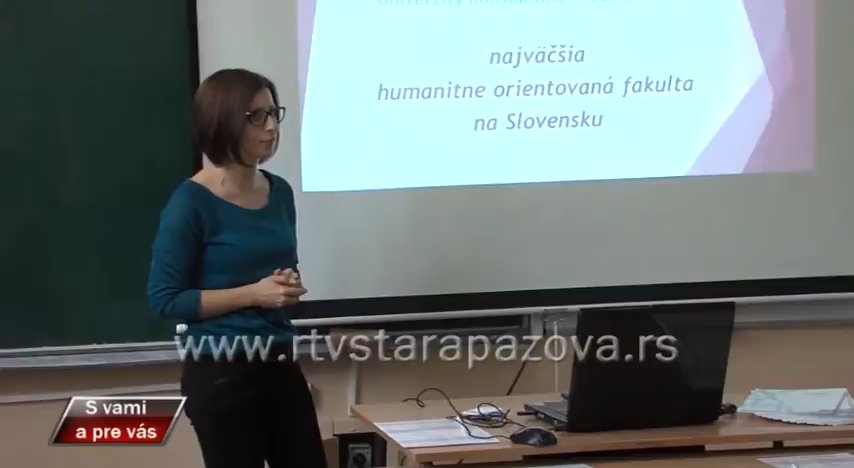 najväčšia
humanitne orientovaná fakulta
na Slovensku
www.rtvstarapazova.rs
S vami
a pre vás